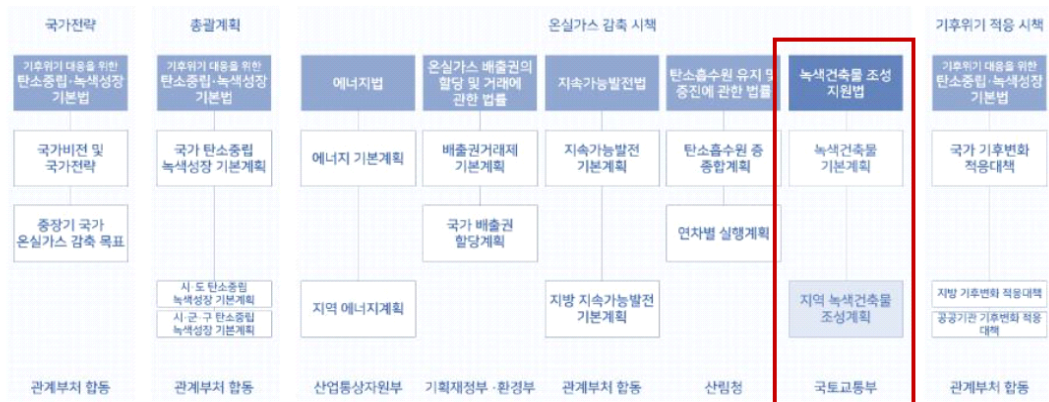 국가전략
총괄계획
온실가스 감축 시책
기후위기 적응 시책
기후위기 대응을 위한
탄소중립·녹색성장
기본법
기후위기 대응을 위한
탄소중립·녹색성장
기본법
에너지법
온실가스 배출권의
할당 및 거래에
관한 법률
지속가능발전법
탄소흡수원 유지 및
증진에 관한 법률
녹색건축물 조성
지원법
기후위기 대응을 위한
탄소중립·녹색성장
기본법
국가비전 및
국가전략
국가 탄소중립
녹색성장 기본계획
에너지 기본계획
배출권거래제
기본계획
지속가능발전
기본계획
탄소흡수원 증
종합계획
녹색건축물
기본계획
국가 기후변화
적응대책
중장기 국가
온실가스 감축 목표
국가 배출권
할당계획
연차별 실행계획
시·도 탄소중립
녹색성장 기본계획
시·군·구 탄소중립
녹색성장 기본계획
지역 에너지계획
지방 지속가능발전
기본계획
지역 녹색건축물
조성계획
지방 기후변화 적응대책
공공기관 기후변화 적응
대책
관계부처 합동
관계부처 합동
산업통상자원부
기획재정부·환경부
관계부처 합동
산림청
국토교통부
관계부처 합동